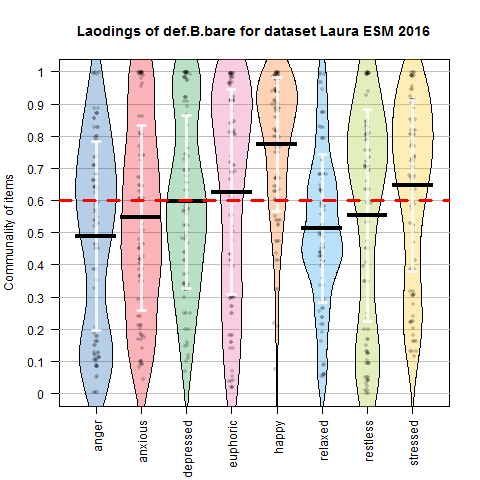 Laodings of def.B.bare for dataset Laura ESM 2016
Communality of items
1
0.9
0.8
0.7
0.6
0.5
0.4
0.3
0.2
0.1
0
anger
anxious
depressed
euphoric
happy
relaxed
restless
stressed